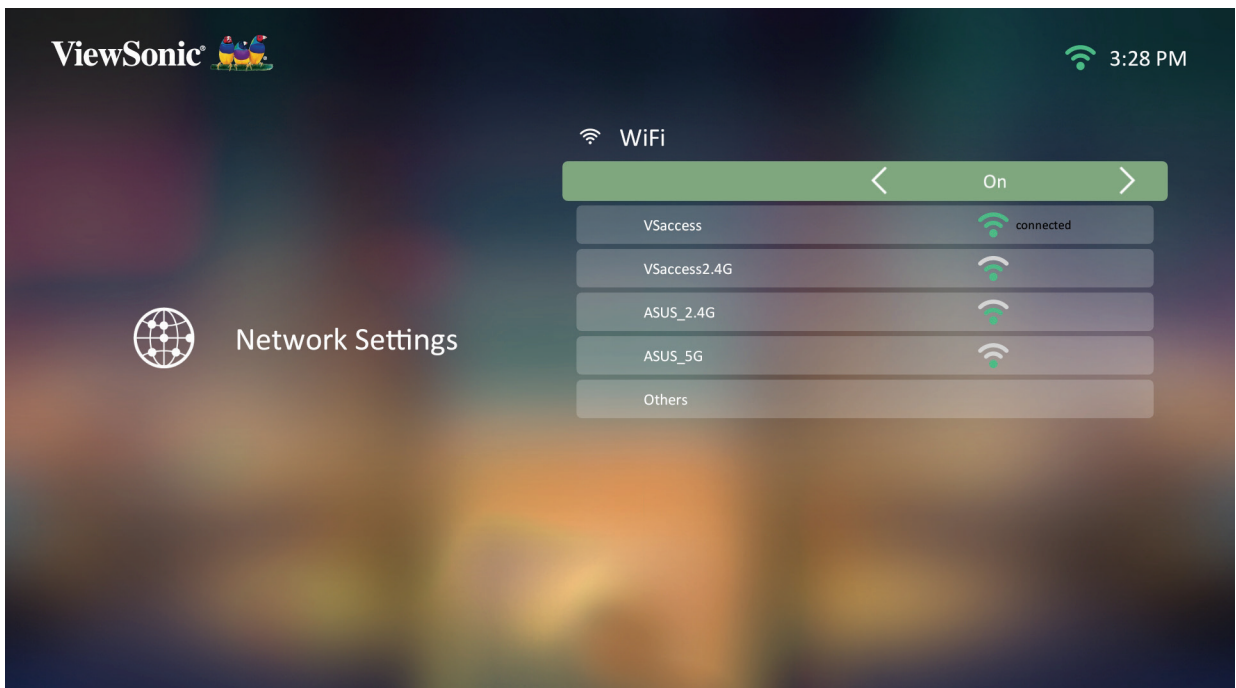 ViewSonic®
3:28 PM
WiFi
On
VSaccess connected
VSaccess2.4G
ASUS_2.4G
Network Settings
ASUS_5G
Others